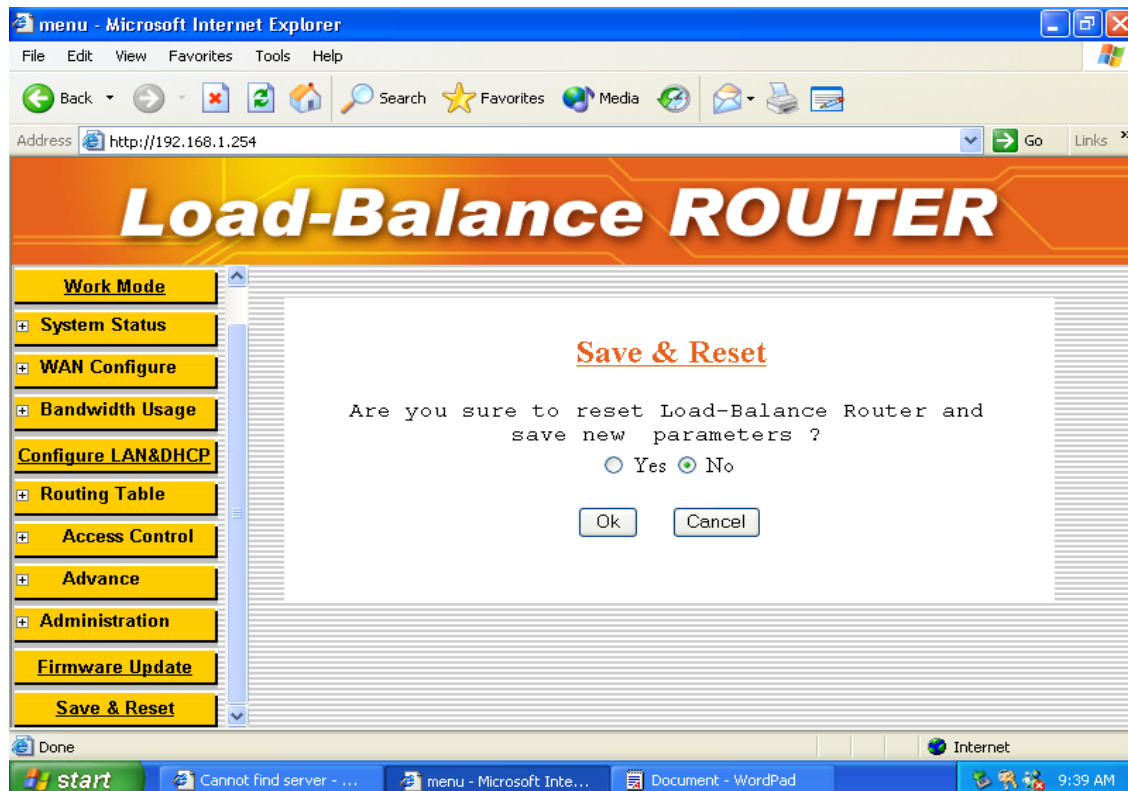 menu - Microsoft Internet Explorer
File Edit View Favorites Tools Help
Back Search Favorites Media
Address http://192.168.1.254 Go Links »
Load-Balance ROUTER
Work Mode
System Status
WAN Configure
Bandwidth Usage
Configure LAN&DHCP
Routing Table
Access Control
Advance
Administration
Firmware Update
Save & Reset
Save & Reset
Are you sure to reset Load-Balance Router and
save new parameters ?
Yes No
Ok Cancel
Done Internet
start Cannot find server - ... menu - Microsoft Inte... Document - WordPad 9:39 AM